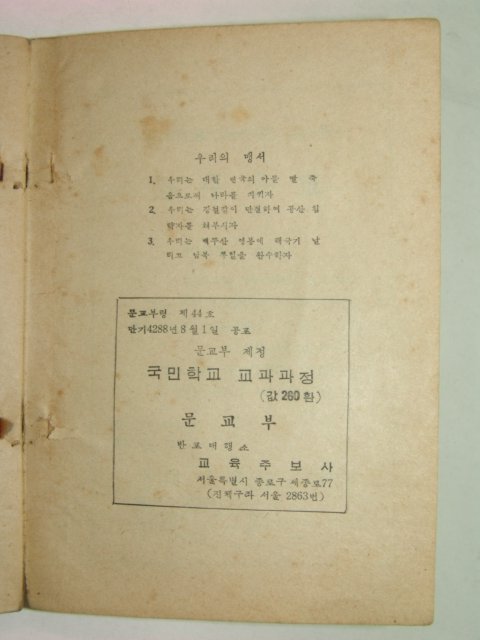 우리의 맹서
1. 우리는 대한 민국의 아들 딸 죽
음으로써 나라를 지키자
2. 우리는 강철같이 단결하여 공산 침
략자를 쳐부시자
3. 우리는 백두산 영봉에 태극기 날
리고 남북 통일을 완수하자
문교부령 제 44 호
단기4288년 8 월 1 일 공포
문교부 제정
국민학교 교과과정
(값 260 환)
문 교 부
반 포 대 행 소
교 육 주 보 사
서울특별시 종로구 세종로77
(진체구좌 서울 2863번)